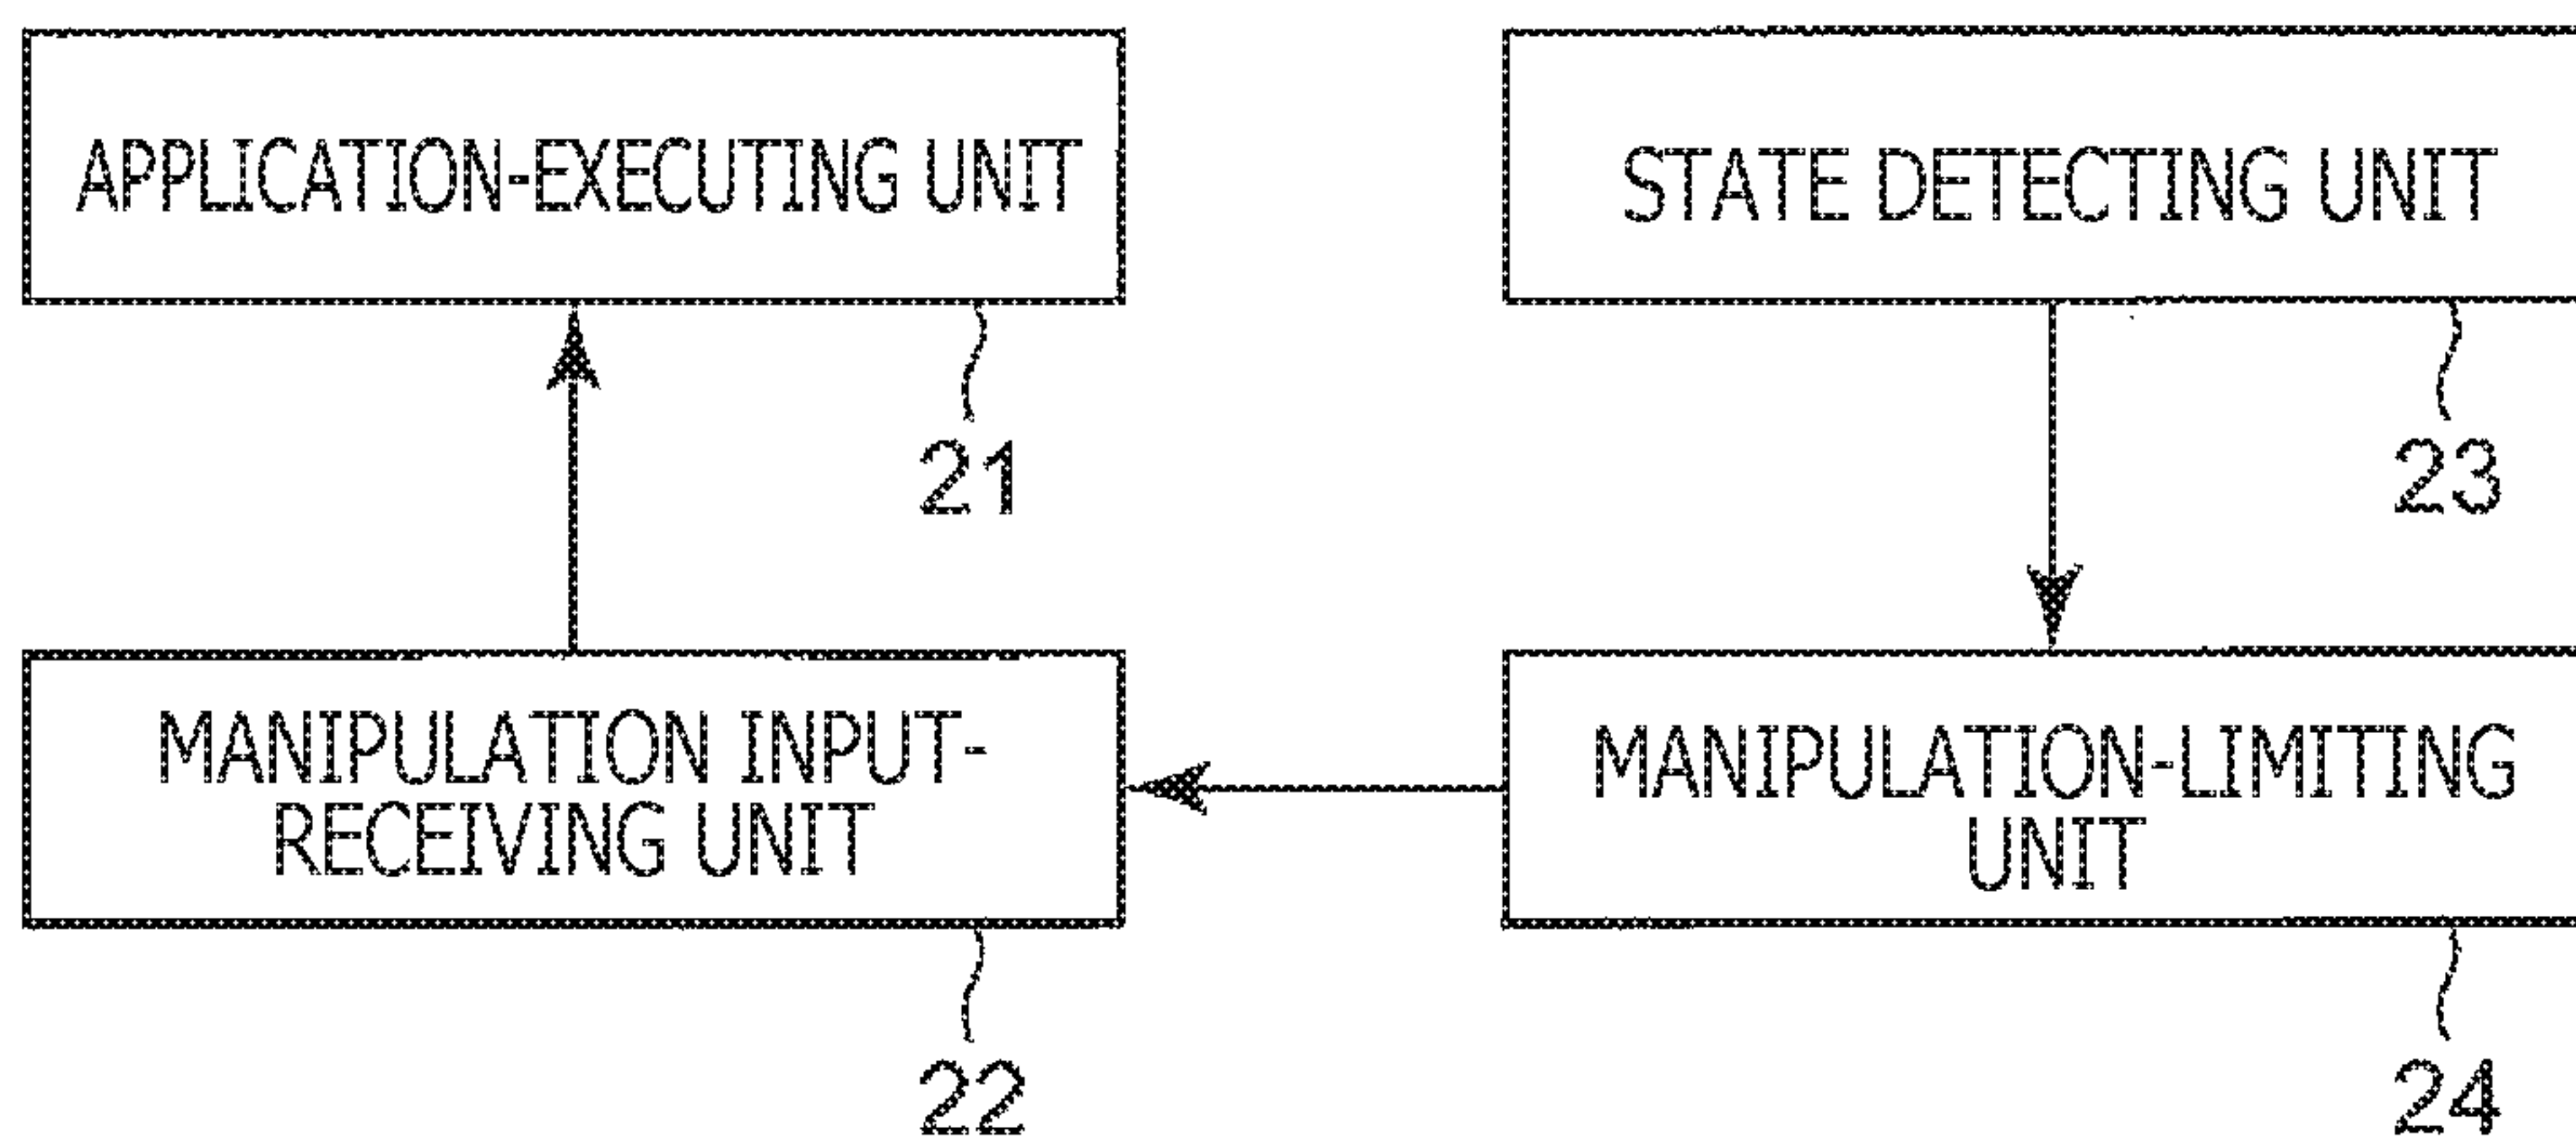 APPLICATION-EXECUTING UNIT
21
STATE DETECTING UNIT
23
MANIPULATION INPUT-
RECEIVING UNIT
22
MANIPULATION-LIMITING
UNIT
24